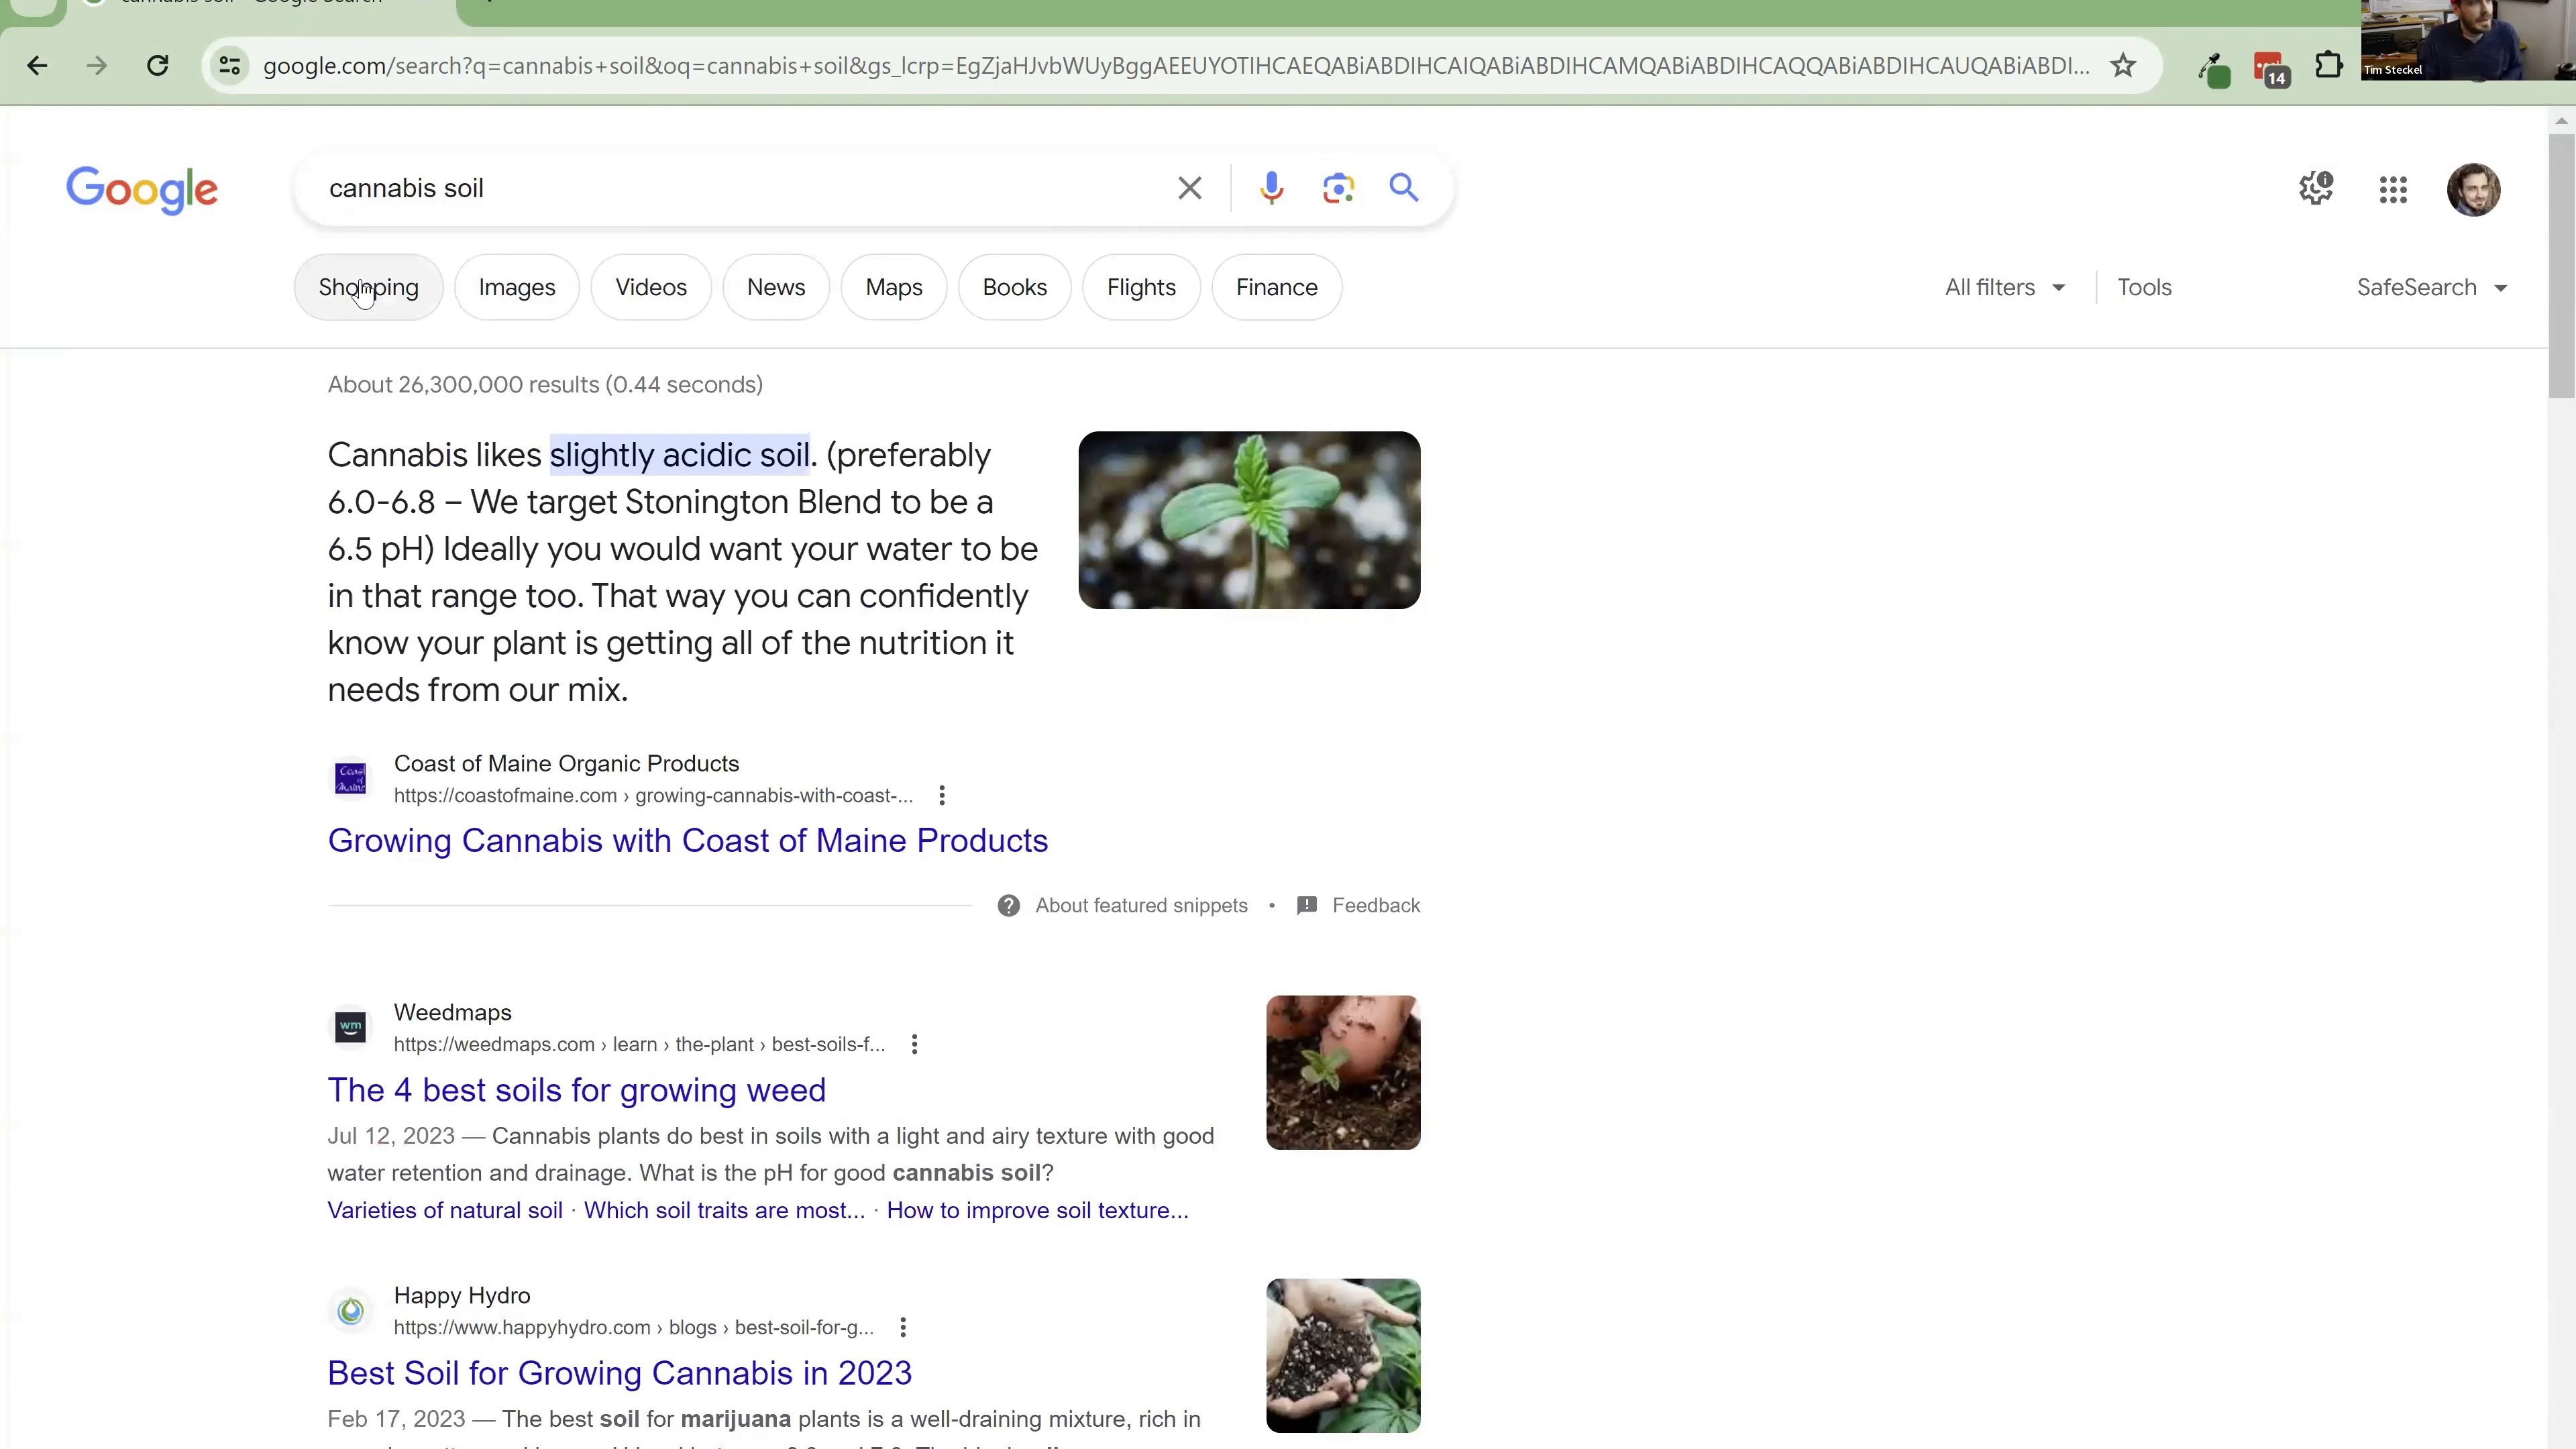 google.com/search?q=cannabis+soil&oq=cannabis+soil&gs_lcrp=EgZjaHJvbWUyBggAEEUYOTIHCAEQABiABDIHCAIQABiABDIHCAMQABiABDIHCAQQABiABDIHCAUQABiABDI...
14
Tim Steckel
Google
cannabis soil
Shopping
Images
Videos
News
Maps
Books
Flights
Finance
All filters
Tools
SafeSearch
About 26,300,000 results (0.44 seconds)
Cannabis likes slightly acidic soil. (preferably
6.0-6.8 – We target Stonington Blend to be a
6.5 pH) Ideally you would want your water to be
in that range too. That way you can confidently
know your plant is getting all of the nutrition it
needs from our mix.
Coast of Maine
Coast of Maine Organic Products
https://coastofmaine.com › growing-cannabis-with-coast-...
Growing Cannabis with Coast of Maine Products
About featured snippets • Feedback
wm
Weedmaps
https://weedmaps.com › learn › the-plant › best-soils-f...
The 4 best soils for growing weed
Jul 12, 2023 — Cannabis plants do best in soils with a light and airy texture with good
water retention and drainage. What is the pH for good cannabis soil?
Varieties of natural soil · Which soil traits are most... · How to improve soil texture...
Happy Hydro
https://www.happyhydro.com › blogs › best-soil-for-g...
Best Soil for Growing Cannabis in 2023
Feb 17, 2023 — The best soil for marijuana plants is a well-draining mixture, rich in